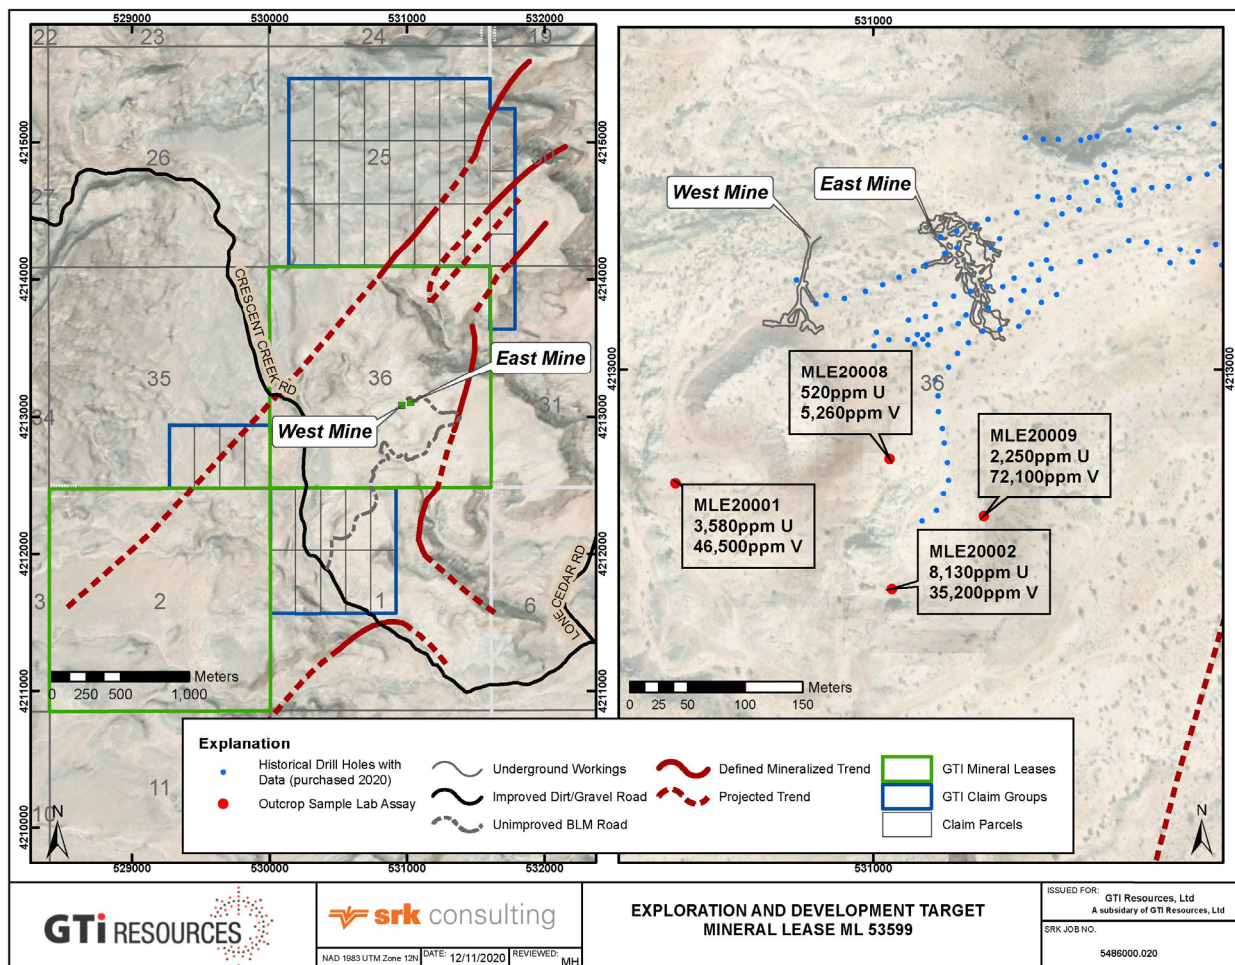 529000
530000
531000
532000
531000
22
23
24
19
4215000
4215000
26
25
27
4214000
4214000
CRESCENT CREEK RD
35
36
East Mine
34
31
4213000
4213000
West Mine
4212000
4212000
3
2
1
6
LONE CEDAR RD
4211000
4211000
Meters
0 250 500 1,000
11
10
4210000
N
529000
530000
531000
532000
West Mine
East Mine
4213000
4213000
36
MLE20008
520ppm U
5,260ppm V
MLE20009
2,250ppm U
72,100ppm V
MLE20001
3,580ppm U
46,500ppm V
MLE20002
8,130ppm U
35,200ppm V
Meters
0 25 50 100 150
N
531000
Explanation
Historical Drill Holes with
Data (purchased 2020)
Outcrop Sample Lab Assay
Underground Workings
Improved Dirt/Gravel Road
Unimproved BLM Road
Defined Mineralized Trend
Projected Trend
GTI Mineral Leases
GTI Claim Groups
Claim Parcels
GTi RESOURCES
srk consulting
NAD 1983 UTM Zone 12N
DATE: 12/11/2020
REVIEWED: MH
EXPLORATION AND DEVELOPMENT TARGET
MINERAL LEASE ML 53599
ISSUED FOR:
GTI Resources, Ltd
A subsidary of GTI Resources, Ltd
SRK JOB NO.
5486000.020